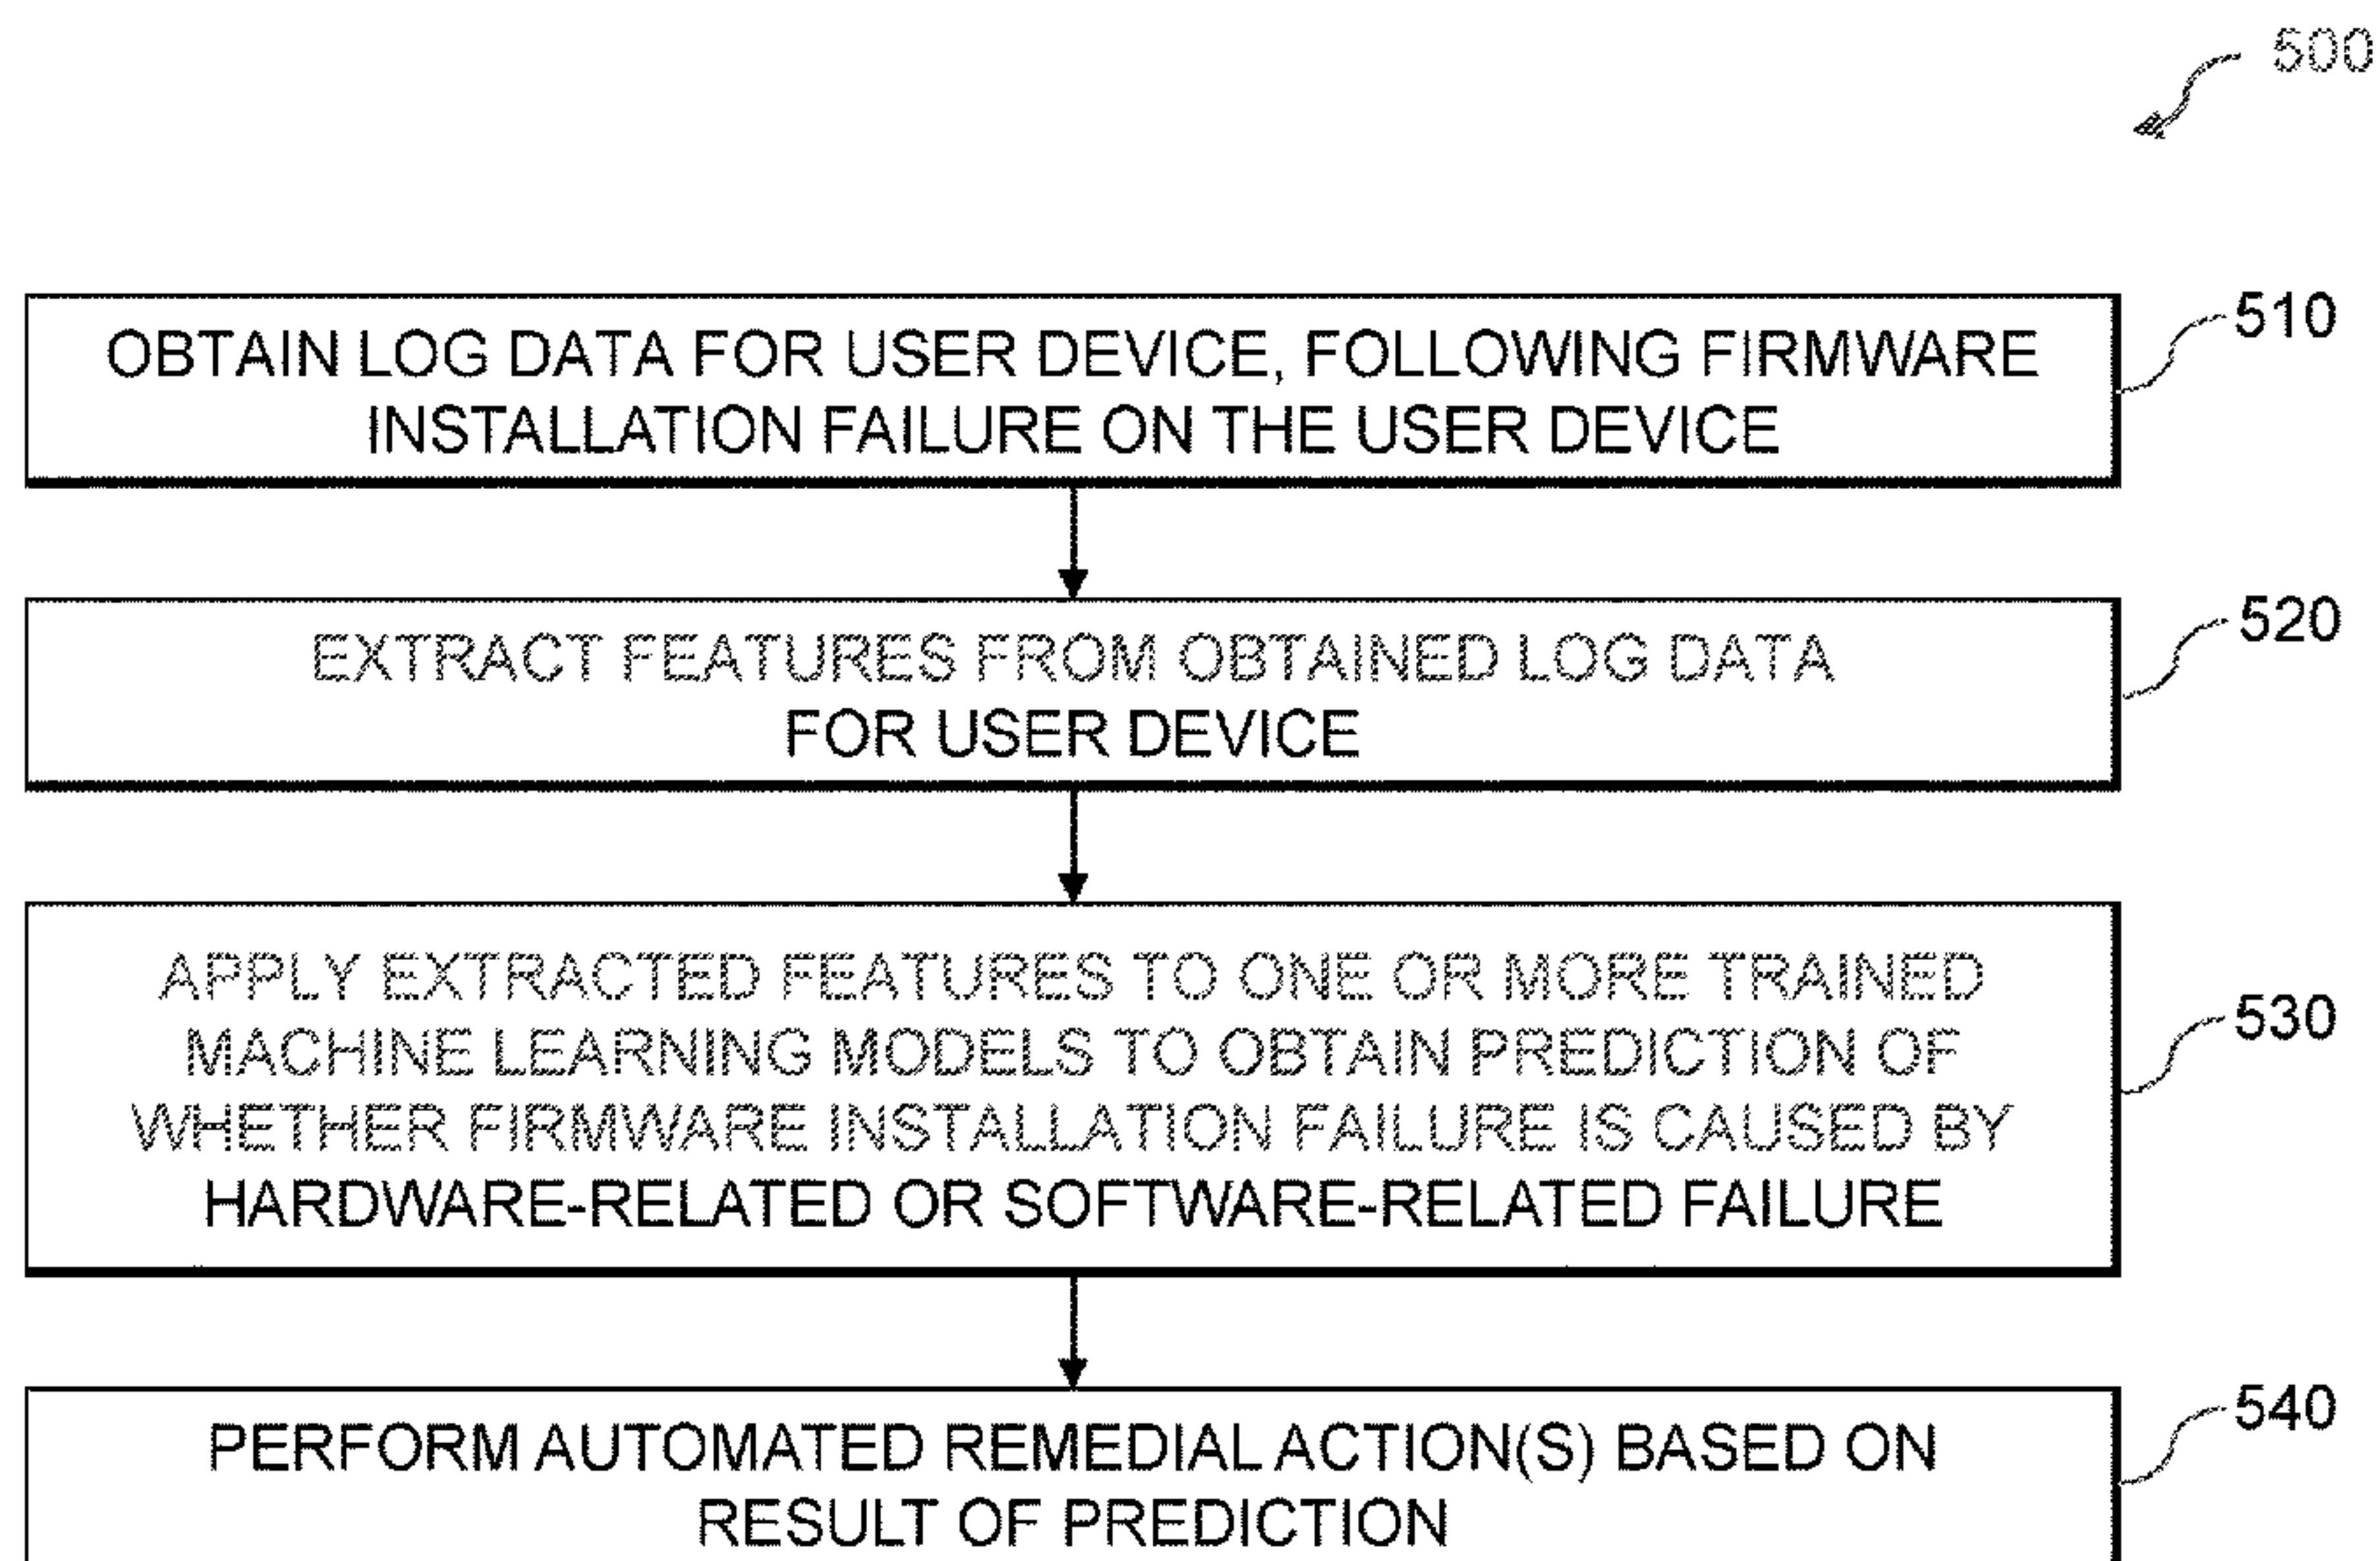 500
OBTAIN LOG DATA FOR USER DEVICE, FOLLOWING FIRMWARE
INSTALLATION FAILURE ON THE USER DEVICE
510
EXTRACT FEATURES FROM OBTAINED LOG DATA
FOR USER DEVICE
520
APPLY EXTRACTED FEATURES TO ONE OR MORE TRAINED
MACHINE LEARNING MODELS TO OBTAIN PREDICTION OF
WHETHER FIRMWARE INSTALLATION FAILURE IS CAUSED BY
HARDWARE-RELATED OR SOFTWARE-RELATED FAILURE
530
PERFORM AUTOMATED REMEDIAL ACTION(S) BASED ON
RESULT OF PREDICTION
540